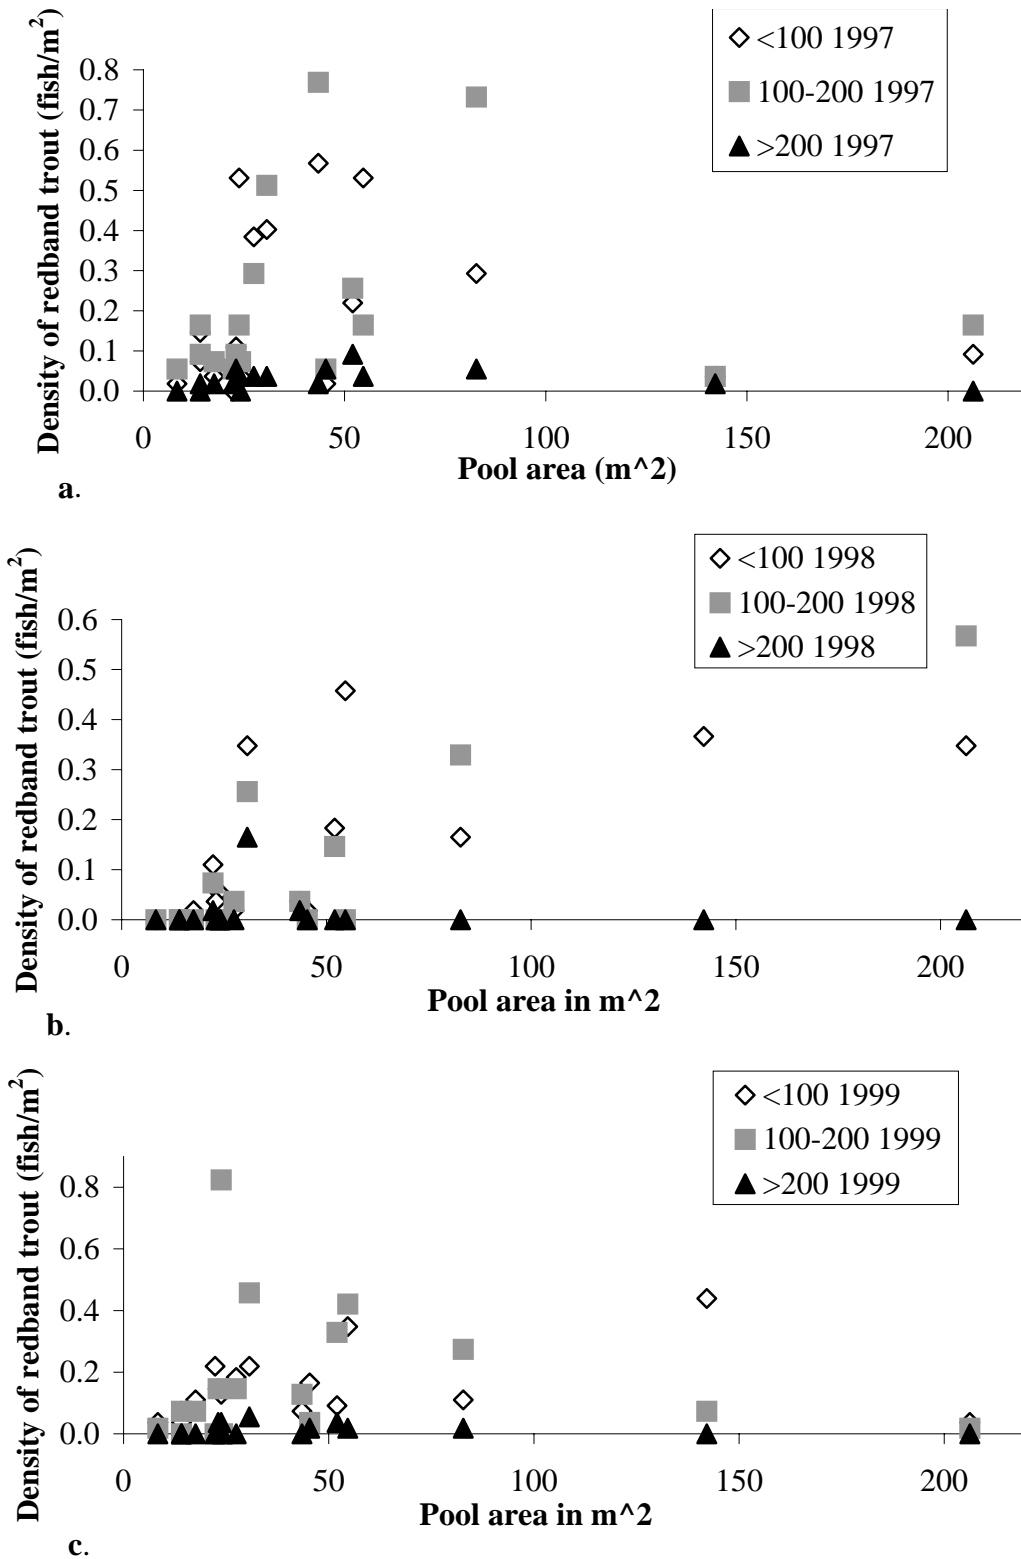 <100 1997
100-200 1997
>200 1997
Density of redband trout (fish/m²)
0.8
0.7
0.6
0.5
0.4
0.3
0.2
0.1
0.0
0 50 100 150 200
Pool area (m^2)
a.
<100 1998
100-200 1998
>200 1998
Density of redband trout (fish/m²)
0.6
0.5
0.4
0.3
0.2
0.1
0.0
0 50 100 150 200
Pool area in m^2
b.
<100 1999
100-200 1999
>200 1999
Density of redband trout (fish/m²)
0.8
0.6
0.4
0.2
0.0
0 50 100 150 200
Pool area in m^2
c.